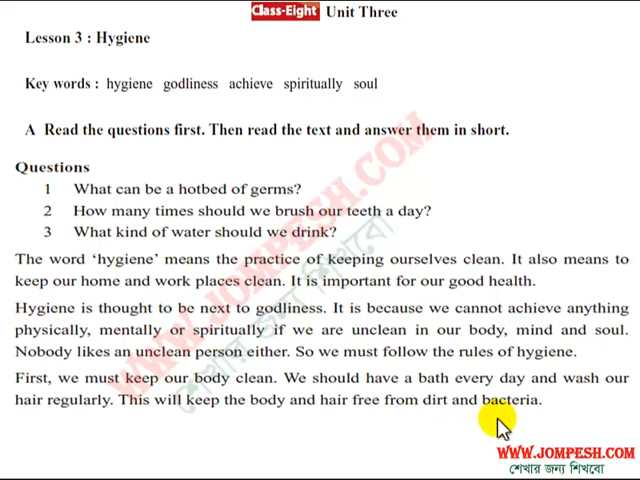 Class-Eight Unit Three
Lesson 3 : Hygiene
Key words : hygiene godliness achieve spiritually soul
A Read the questions first. Then read the text and answer them in short.
Questions
1 What can be a hotbed of germs?
2 How many times should we brush our teeth a day?
3 What kind of water should we drink?
The word ‘hygiene’ means the practice of keeping ourselves clean. It also means to
keep our home and work places clean. It is important for our good health.
Hygiene is thought to be next to godliness. It is because we cannot achieve anything
physically, mentally or spiritually if we are unclean in our body, mind and soul.
Nobody likes an unclean person either. So we must follow the rules of hygiene.
First, we must keep our body clean. We should have a bath every day and wash our
hair regularly. This will keep the body and hair free from dirt and bacteria.
WWW.JOMPESH.COM
শেখার জন্য শিখবো
WWW.JOMPESH.COM
শেখার জন্য শিখবো